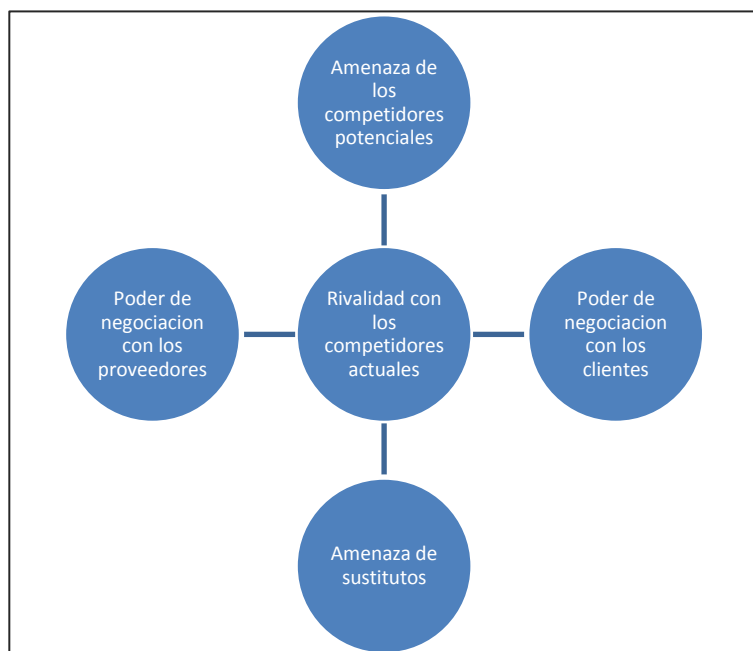 Amenaza de
los
competidores
potenciales
Poder de
negociacion
con los
proveedores
Rivalidad con
los
competidores
actuales
Poder de
negociacion
con los
clientes
Amenaza de
sustitutos